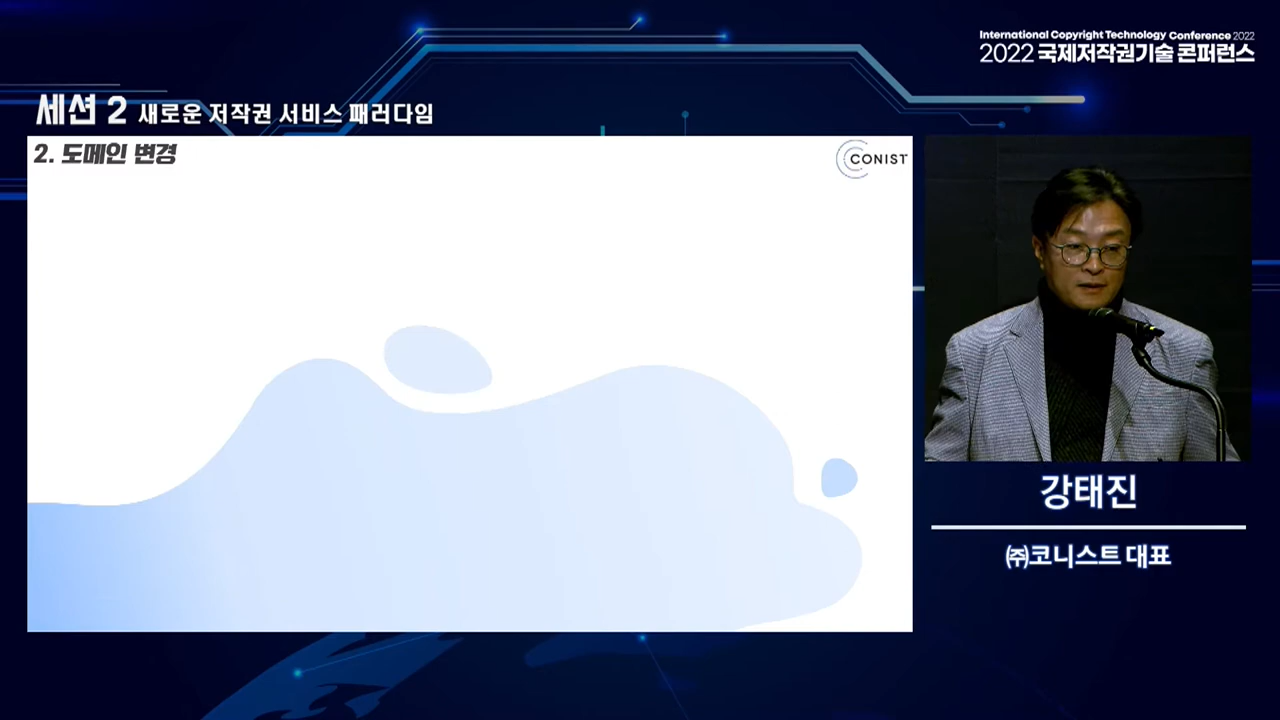 International Copyright Technology Conference 2022
2022 국제저작권기술 콘퍼런스
세션 2 새로운 저작권 서비스 패러다임
2. 도메인 변경
CONIST
강태진
㈜코니스트 대표